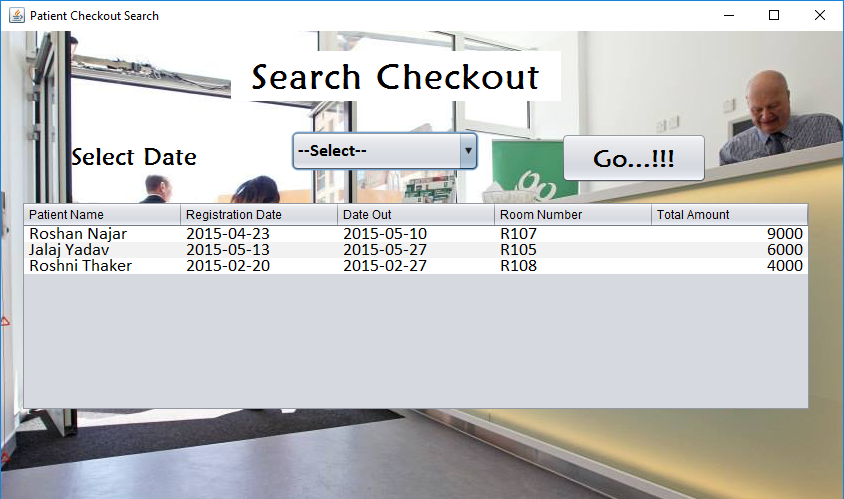 Patient Checkout Search
Search Checkout
Select Date --Select-- Go...!!!
Patient Name Registration Date Date Out Room Number Total Amount
Roshan Najar 2015-04-23 2015-05-10 R107 9000
Jalaj Yadav 2015-05-13 2015-05-27 R105 6000
Roshni Thaker 2015-02-20 2015-02-27 R108 4000